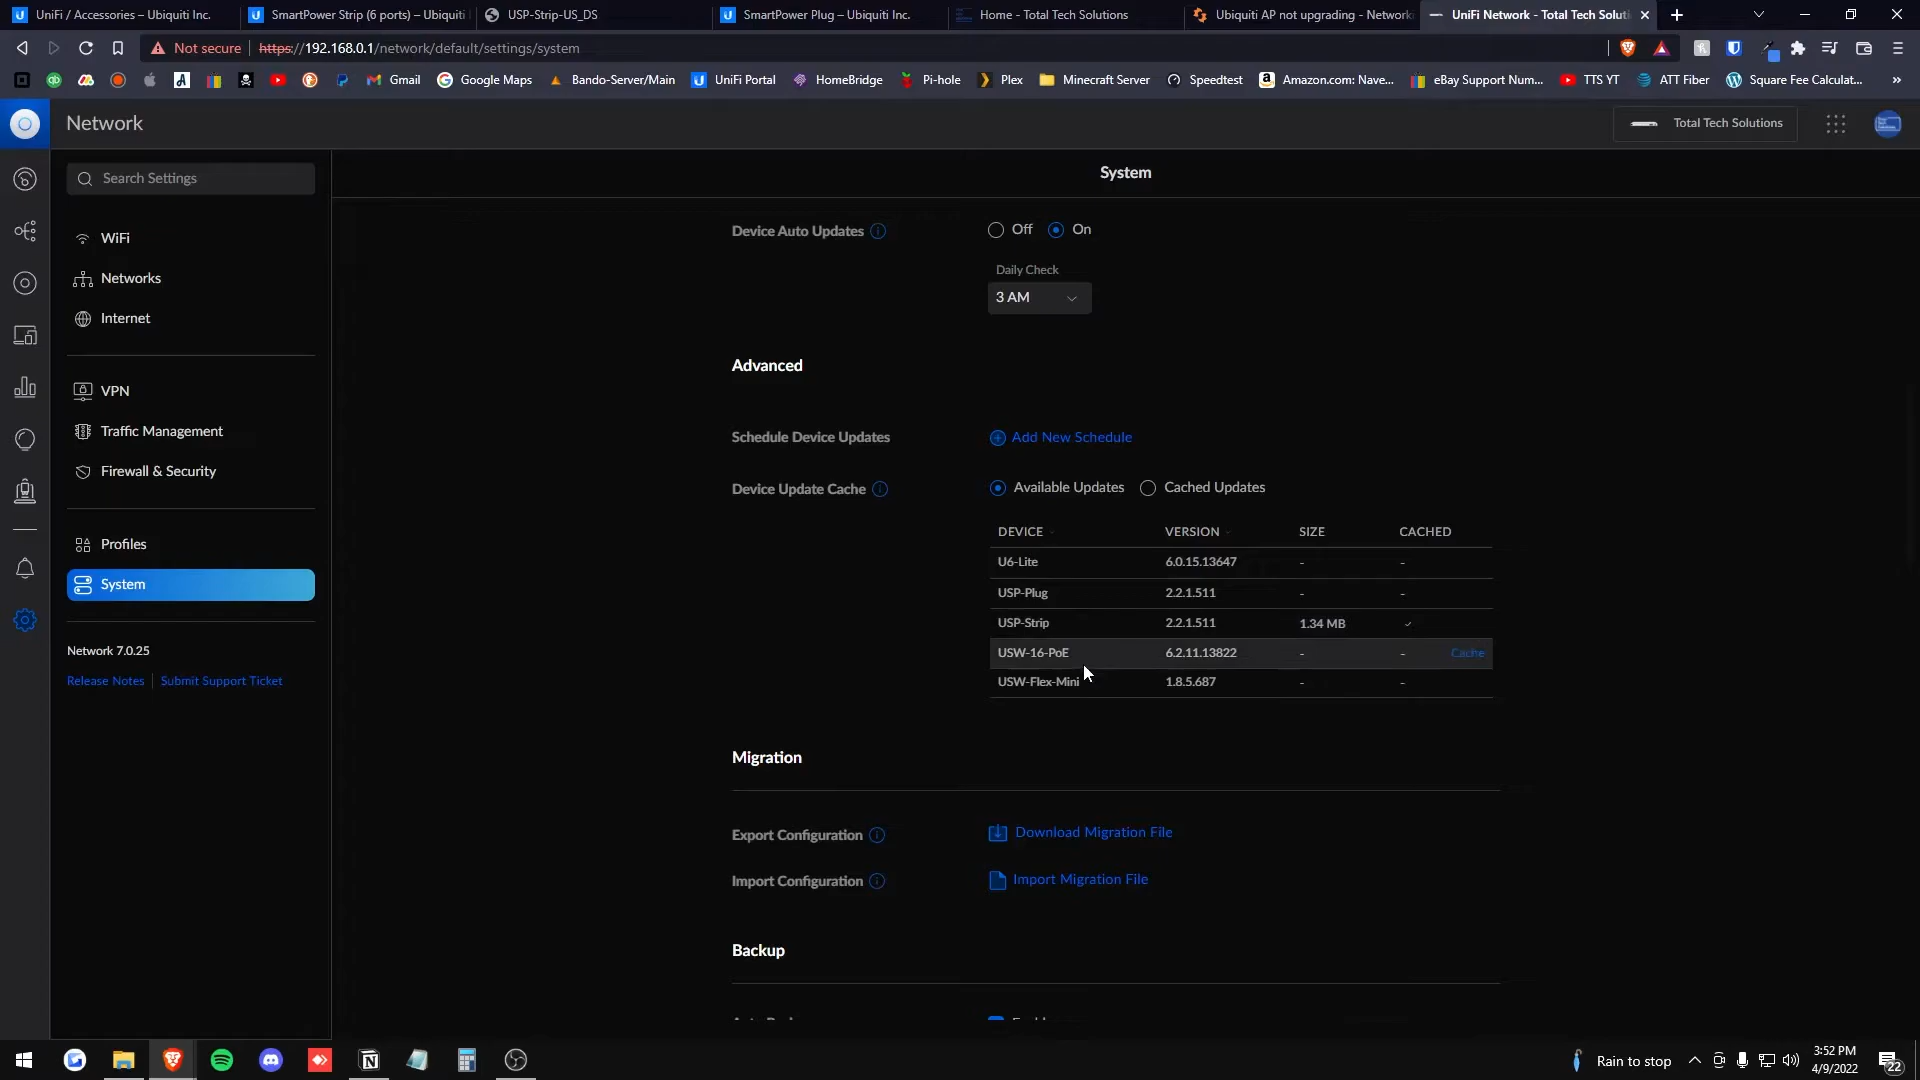 UniFi / Accessories – Ubiquiti Inc.
SmartPower Strip (6 ports) – Ubiquiti
USP-Strip-US_DS
SmartPower Plug – Ubiquiti Inc.
Home - Total Tech Solutions
Ubiquiti AP not upgrading - Network
UniFi Network - Total Tech Soluti
Not secure
https://192.168.0.1/network/default/settings/system
Gmail
Google Maps
Bando-Server/Main
UniFi Portal
HomeBridge
Pi-hole
Plex
Minecraft Server
Speedtest
Amazon.com: Nave...
eBay Support Num...
TTS YT
ATT Fiber
Square Fee Calculat...
Network
Total Tech Solutions
Search Settings
System
WiFi
Networks
Internet
VPN
Traffic Management
Firewall & Security
Profiles
System
Network 7.0.25
Release Notes
Submit Support Ticket
Device Auto Updates
Off
On
Daily Check
3 AM
Advanced
Schedule Device Updates
Add New Schedule
Device Update Cache
Available Updates
Cached Updates
DEVICE VERSION SIZE CACHED
U6-Lite 6.0.15.13647 - -
USP-Plug 2.2.1.511 - -
USP-Strip 2.2.1.511 1.34 MB
USW-16-PoE 6.2.11.13822 - - Cache
USW-Flex-Mini 1.8.5.687 - -
Migration
Export Configuration
Download Migration File
Import Configuration
Import Migration File
Backup
Rain to stop
3:52 PM
4/9/2022
22